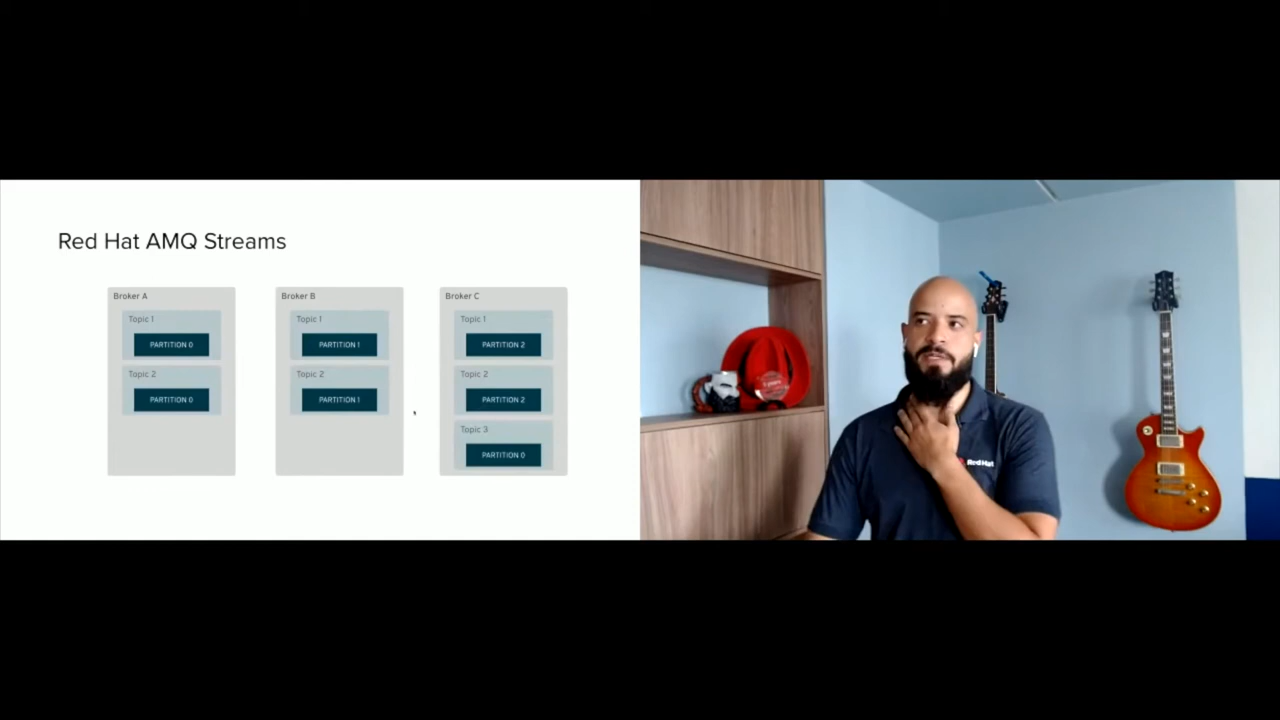 Red Hat AMQ Streams
Broker A
Topic 1
PARTITION 0
Topic 2
PARTITION 0
Broker B
Topic 1
PARTITION 1
Topic 2
PARTITION 1
Broker C
Topic 1
PARTITION 2
Topic 2
PARTITION 2
Topic 3
PARTITION 0
Red Hat